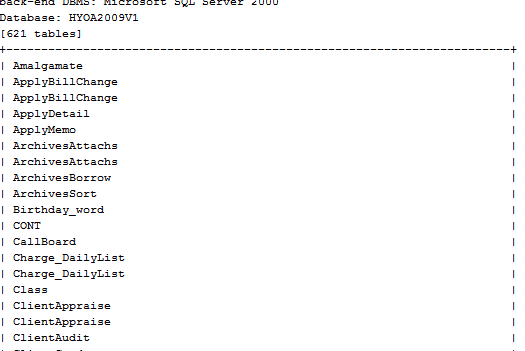 back-end DBMS: Microsoft SQL Server 2000
Database: HYOA2009V1
[621 tables]
+---------------------------------------------------------------------+
| Amalgamate |
| ApplyBillChange |
| ApplyBillChange |
| ApplyDetail |
| ApplyMemo |
| ArchivesAttachs |
| ArchivesAttachs |
| ArchivesBorrow |
| ArchivesSort |
| Birthday_word |
| CONT |
| CallBoard |
| Charge_DailyList |
| Charge_DailyList |
| Class |
| ClientAppraise |
| ClientAppraise |
| ClientAudit |